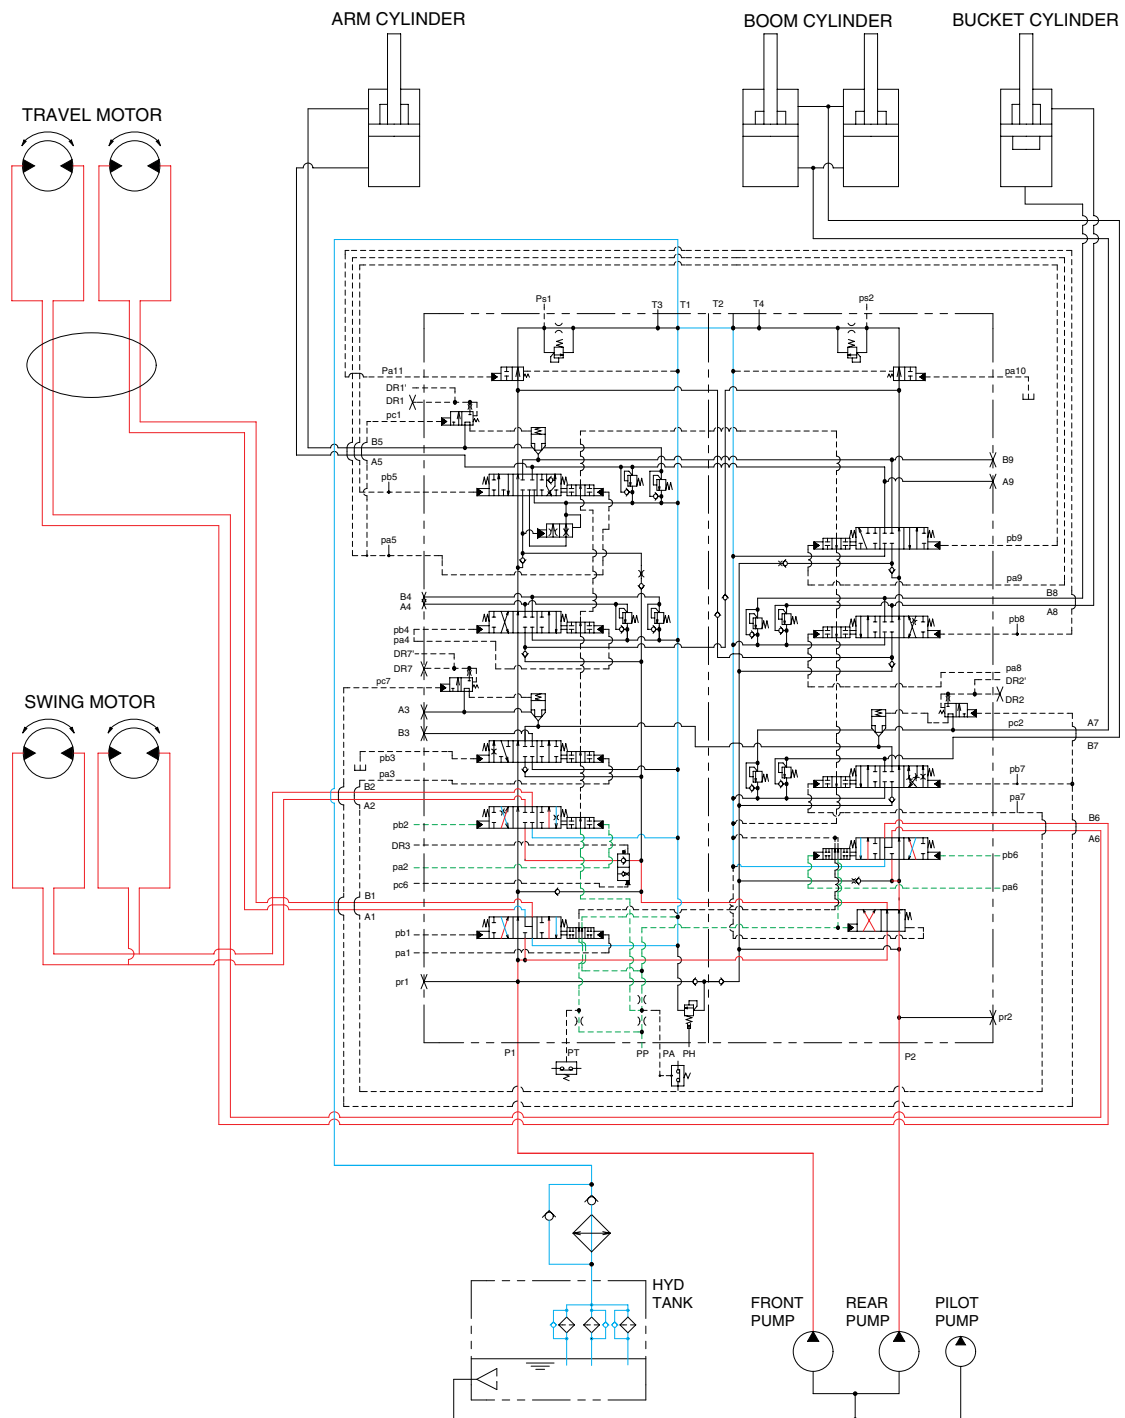 ARM CYLINDER
BOOM CYLINDER
BUCKET CYLINDER
TRAVEL MOTOR
Ps1
T3
T1
T2
T4
ps2
Pa11
pa10
DR1'
DR1
pc1
B5
A5
pb5
B9
A9
pa5
pb9
pa9
B4
A4
B8
A8
pb4
pa4
pb8
DR7'
DR7
pc7
pa8
DR2'
DR2
SWING MOTOR
A3
B3
pc2
A7
B7
pb3
pa3
pb7
pa7
B2
A2
pb2
B6
A6
DR3
pa2
pc6
pb6
pa6
B1
A1
pb1
pa1
pr1
pr2
P1
PT
PP
PA
PH
P2
HYD
TANK
FRONT
PUMP
REAR
PUMP
PILOT
PUMP